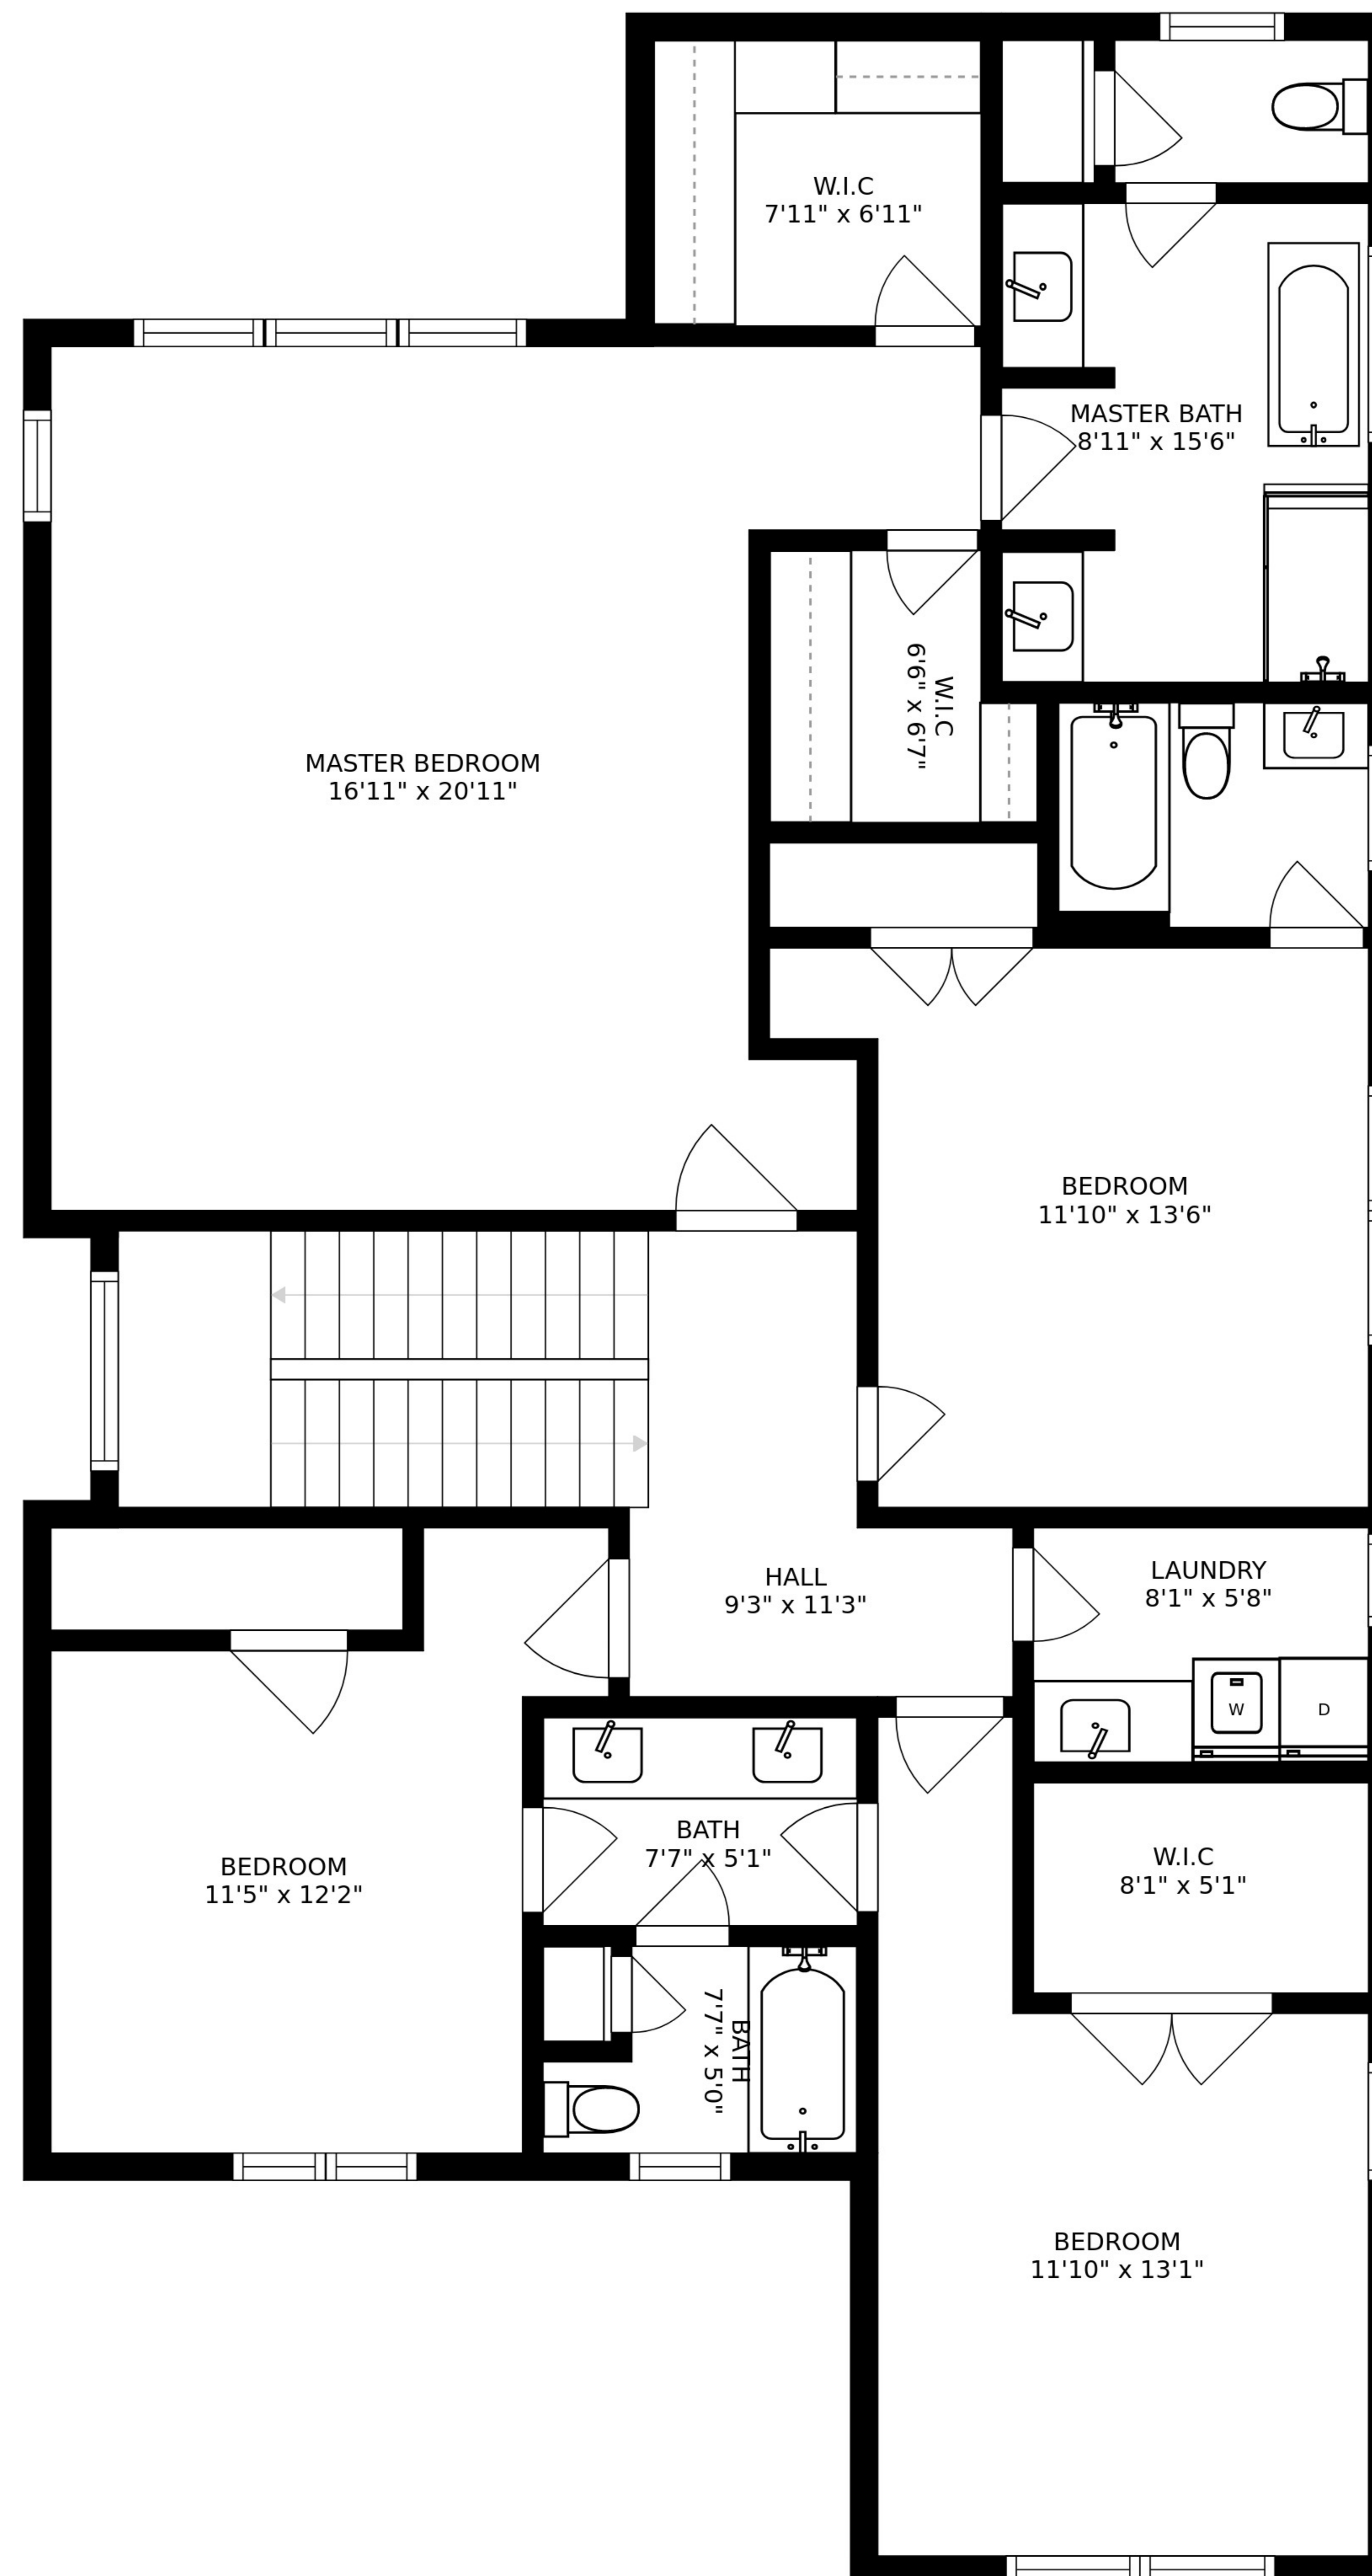 W.I.C
7'11" x 6'11"
MASTER BATH
8'11" x 15'6"
W.I.C
6'6" x 6'7"
MASTER BEDROOM
16'11" x 20'11"
BEDROOM
11'10" x 13'6"
HALL
9'3" x 11'3"
LAUNDRY
8'1" x 5'8"
W
D
BATH
7'7" x 5'1"
W.I.C
8'1" x 5'1"
BEDROOM
11'5" x 12'2"
BATH
7'7" x 5'0"
BEDROOM
11'10" x 13'1"